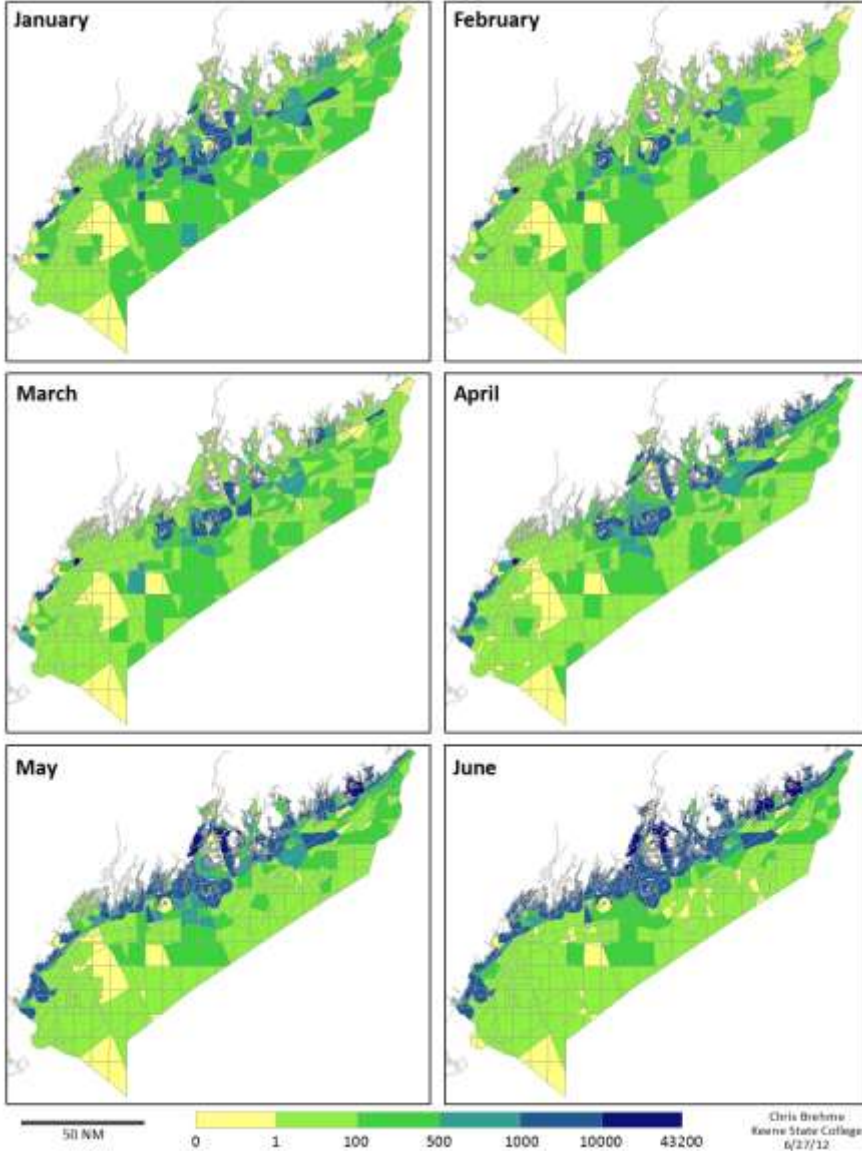 January
February
March
April
May
June
50 NM
0 1 100 500 1000 10000 43200
Chris Brehme
Keene State College
6/27/12